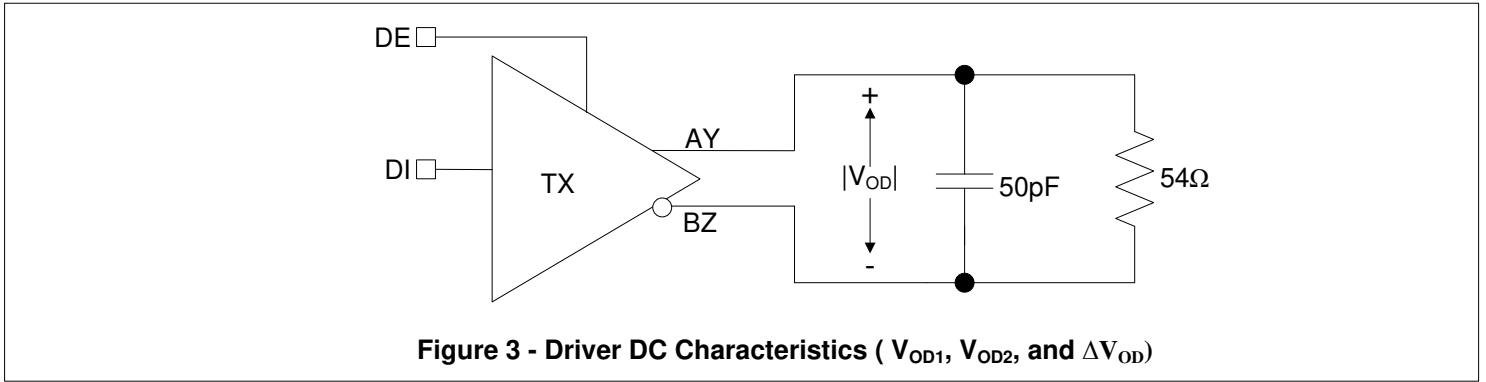 DE
DI
TX
AY
BZ
+
|VOD|
-
50pF
54Ω
Figure 3 - Driver DC Characteristics ( VOD1, VOD2, and ΔVOD)